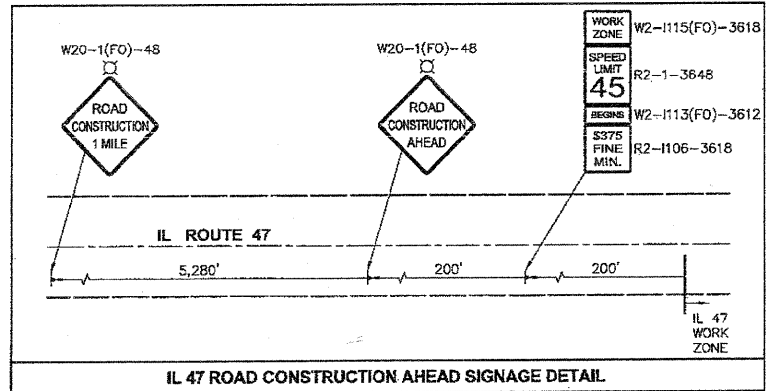 W20-1(FO)-48
ROAD
CONSTRUCTION
1 MILE
W20-1(FO)-48
ROAD
CONSTRUCTION
AHEAD
WORK
ZONE
W2-I115(FO)-3618
SPEED
LIMIT
45
R2-1-3648
BEGINS
W2-I113(FO)-3612
$375
FINE
MIN.
R2-I106-3618
IL ROUTE 47
5,280'
200'
200'
IL 47
WORK
ZONE
IL 47 ROAD CONSTRUCTION AHEAD SIGNAGE DETAIL